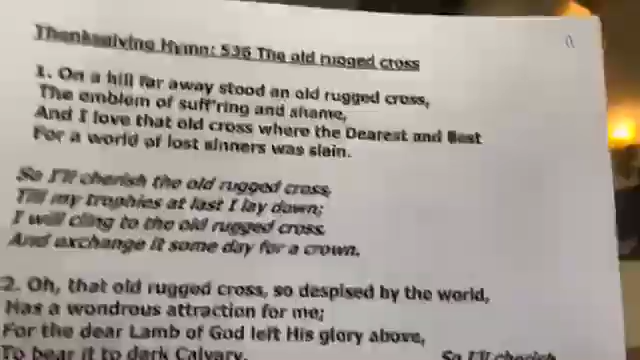 Thanksgiving Hymn: 536 The old rugged cross
1. On a hill far away stood an old rugged cross,
The emblem of suff'ring and shame,
And I love that old cross where the Dearest and Best
For a world of lost sinners was slain.
So I'll cherish the old rugged cross,
Till my trophies at last I lay down;
I will cling to the old rugged cross,
And exchange it some day for a crown.
2. Oh, that old rugged cross, so despised by the world,
Has a wondrous attraction for me;
For the dear Lamb of God left His glory above,
To bear it to dark Calvary. So I'll cherish